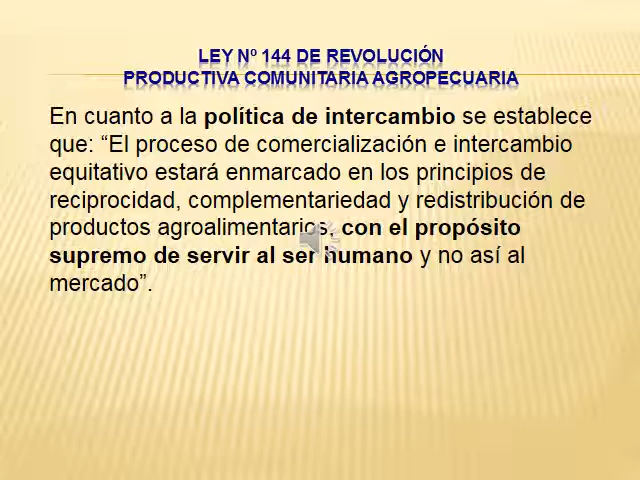 LEY Nº 144 DE REVOLUCIÓN
PRODUCTIVA COMUNITARIA AGROPECUARIA
En cuanto a la política de intercambio se establece
que: “El proceso de comercialización e intercambio
equitativo estará enmarcado en los principios de
reciprocidad, complementariedad y redistribución de
productos agroalimentarios, con el propósito
supremo de servir al ser humano y no así al
mercado”.